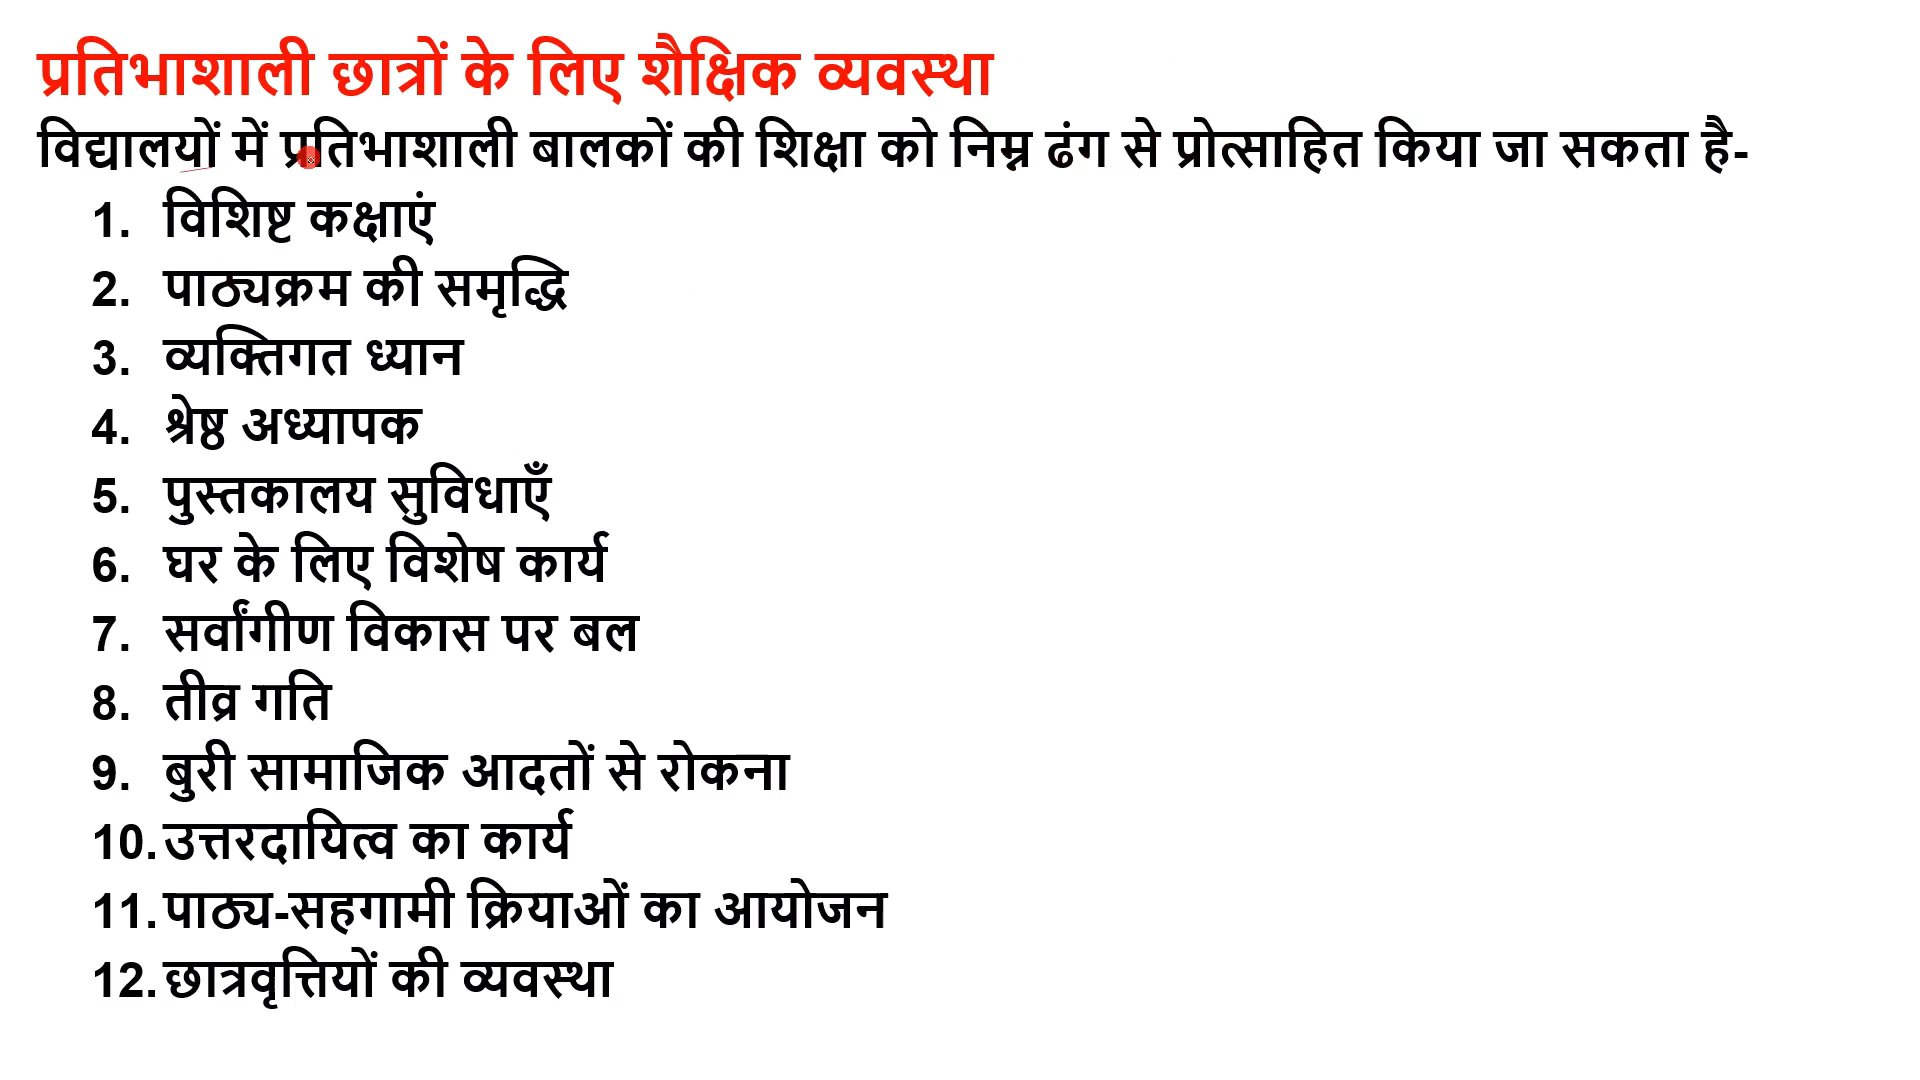 प्रतिभाशाली छात्रों के लिए शैक्षिक व्यवस्था
विद्यालयों में प्रतिभाशाली बालकों की शिक्षा को निम्न ढंग से प्रोत्साहित किया जा सकता है-
1. विशिष्ट कक्षाएं
2. पाठ्यक्रम की समृद्धि
3. व्यक्तिगत ध्यान
4. श्रेष्ठ अध्यापक
5. पुस्तकालय सुविधाएँ
6. घर के लिए विशेष कार्य
7. सर्वांगीण विकास पर बल
8. तीव्र गति
9. बुरी सामाजिक आदतों से रोकना
10. उत्तरदायित्व का कार्य
11. पाठ्य-सहगामी क्रियाओं का आयोजन
12. छात्रवृत्तियों की व्यवस्था